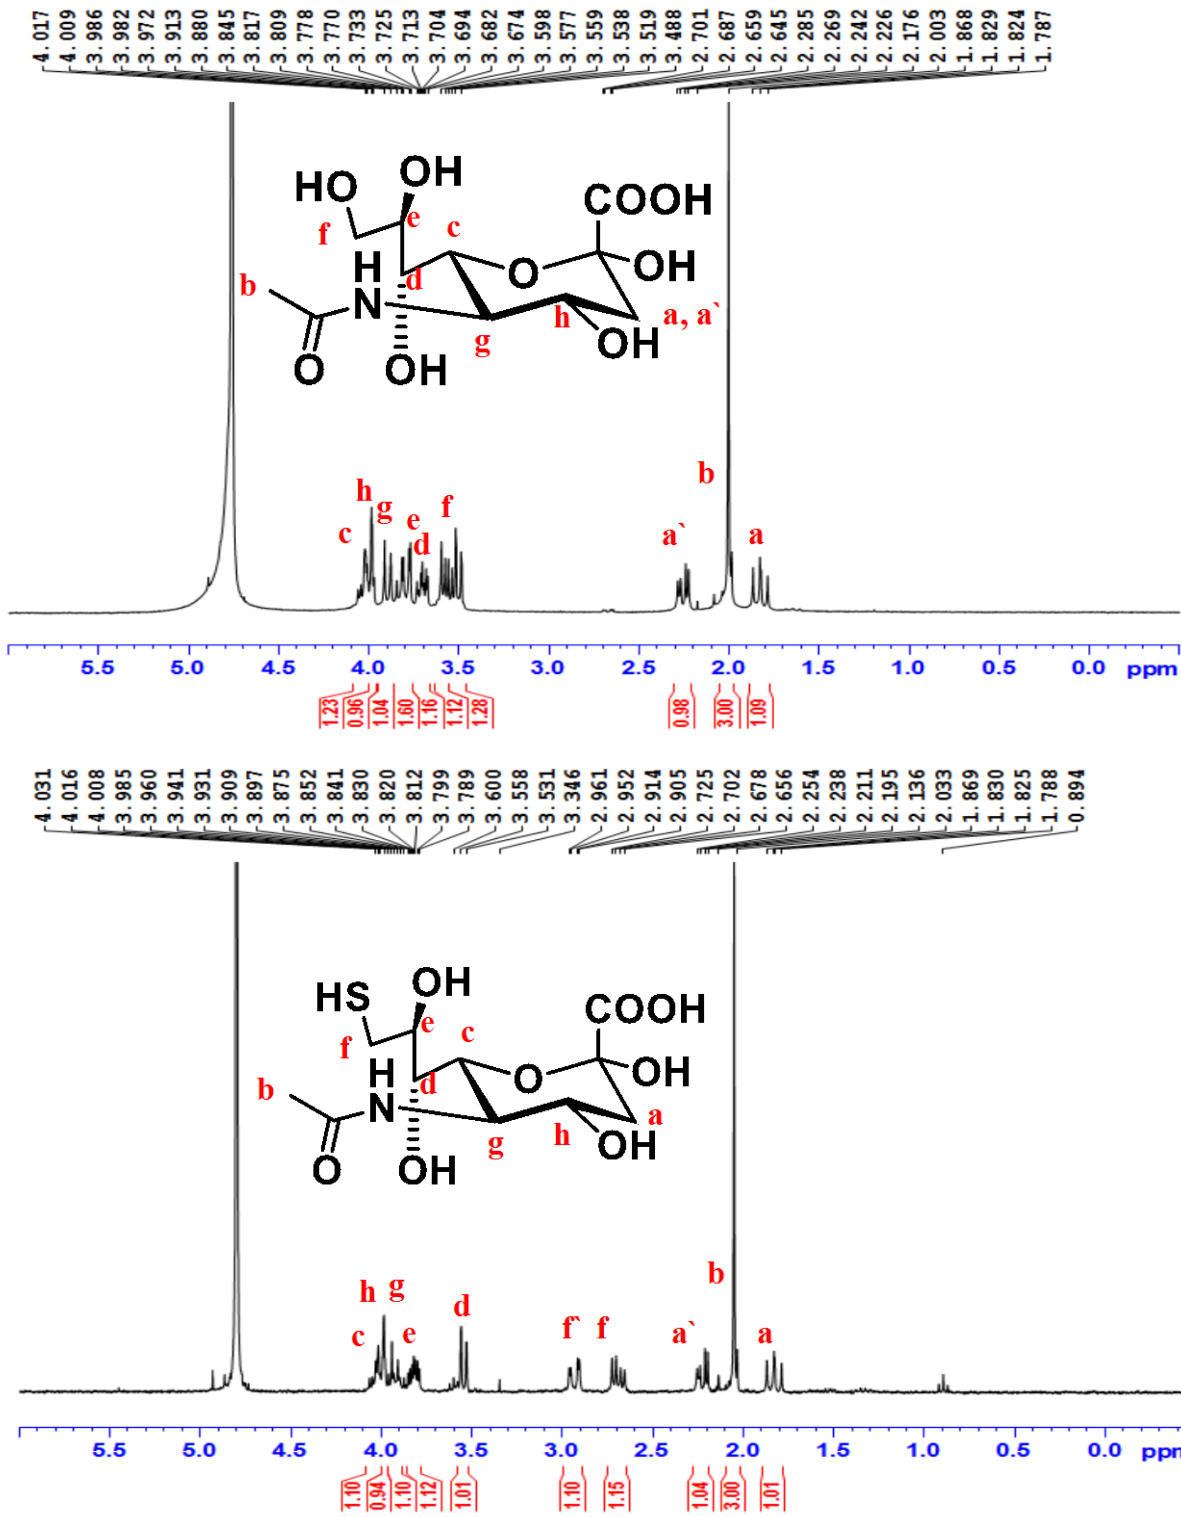 4.017 4.009 3.986 3.982 3.972 3.913 3.880 3.845 3.817 3.809 3.778 3.770 3.733 3.725 3.713 3.704 3.694 3.682 3.674 3.598 3.577 3.559 3.538 3.519 3.488 2.701 2.687 2.659 2.645 2.285 2.269 2.242 2.226 2.176 2.003 1.868 1.829 1.824 1.787
HO OH COOH
f e c
H O OH
b N d
h a, a`
g OH
O OH
b
h g f
c e d a` a
5.5 5.0 4.5 4.0 3.5 3.0 2.5 2.0 1.5 1.0 0.5 0.0 ppm
1.23 0.96 1.04 1.60 1.16 1.12 1.28 0.98 3.00 1.09
4.031 4.016 4.008 3.985 3.960 3.941 3.931 3.909 3.897 3.875 3.852 3.841 3.830 3.820 3.812 3.799 3.789 3.600 3.558 3.531 3.346 2.961 2.952 2.914 2.905 2.725 2.702 2.678 2.656 2.254 2.238 2.211 2.195 2.136 2.033 1.869 1.830 1.825 1.788 0.894
HS OH COOH
f e c
H O OH
b N d
h a
g OH
O OH
b
h g d
c e f` f a` a
5.5 5.0 4.5 4.0 3.5 3.0 2.5 2.0 1.5 1.0 0.5 0.0 ppm
1.10 0.94 1.10 1.12 1.01 1.10 1.15 1.04 3.00 1.01